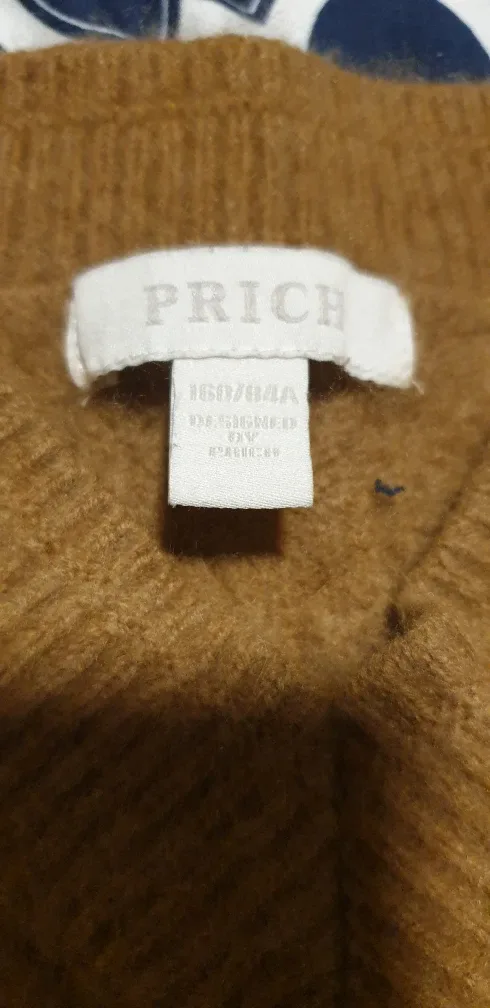 PRICH
160/84A
DESIGNED
BY
PRICH